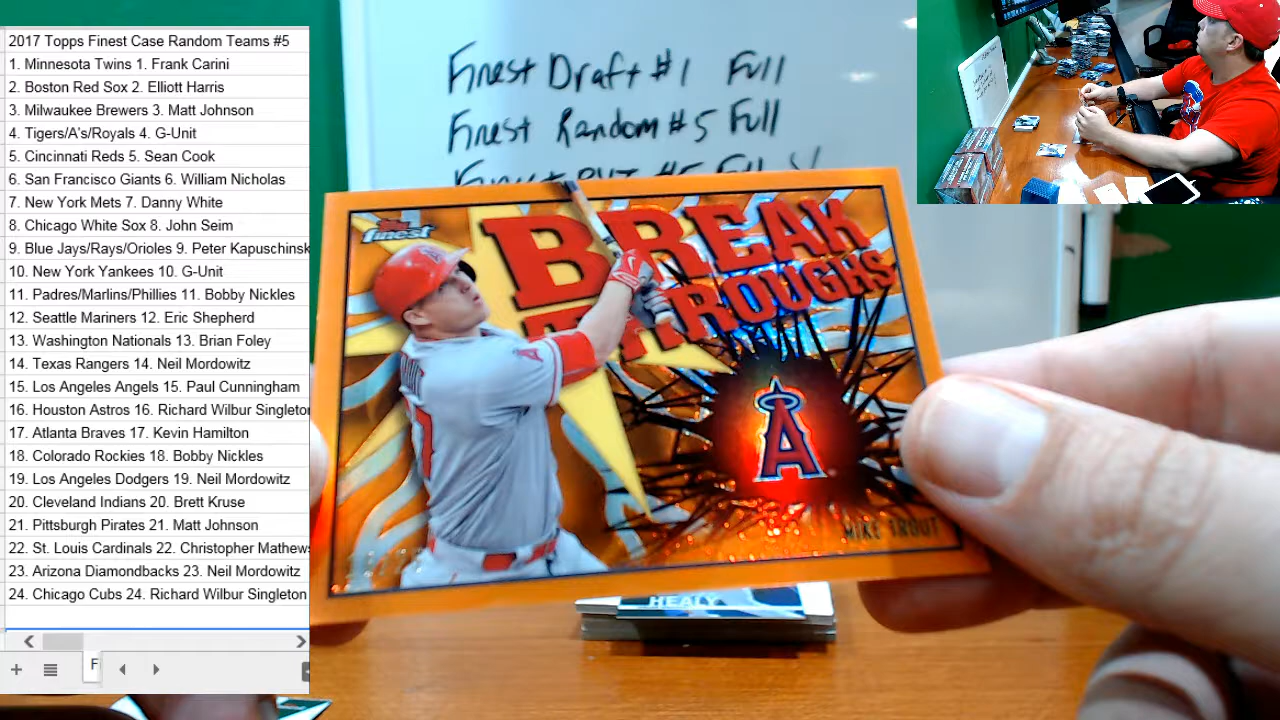 2017 Topps Finest Case Random Teams #5
1. Minnesota Twins 1. Frank Carini
2. Boston Red Sox 2. Elliott Harris
3. Milwaukee Brewers 3. Matt Johnson
4. Tigers/A's/Royals 4. G-Unit
5. Cincinnati Reds 5. Sean Cook
6. San Francisco Giants 6. William Nicholas
7. New York Mets 7. Danny White
8. Chicago White Sox 8. John Seim
9. Blue Jays/Rays/Orioles 9. Peter Kapuschinsk
10. New York Yankees 10. G-Unit
11. Padres/Marlins/Phillies 11. Bobby Nickles
12. Seattle Mariners 12. Eric Shepherd
13. Washington Nationals 13. Brian Foley
14. Texas Rangers 14. Neil Mordowitz
15. Los Angeles Angels 15. Paul Cunningham
16. Houston Astros 16. Richard Wilbur Singleton
17. Atlanta Braves 17. Kevin Hamilton
18. Colorado Rockies 18. Bobby Nickles
19. Los Angeles Dodgers 19. Neil Mordowitz
20. Cleveland Indians 20. Brett Kruse
21. Pittsburgh Pirates 21. Matt Johnson
22. St. Louis Cardinals 22. Christopher Mathews
23. Arizona Diamondbacks 23. Neil Mordowitz
24. Chicago Cubs 24. Richard Wilbur Singleton
F
Finest Draft #1 Full
Finest Random #5 Full
Finest
finest
BREAK
THROUGHS
A
MIKE TROUT
HEALY